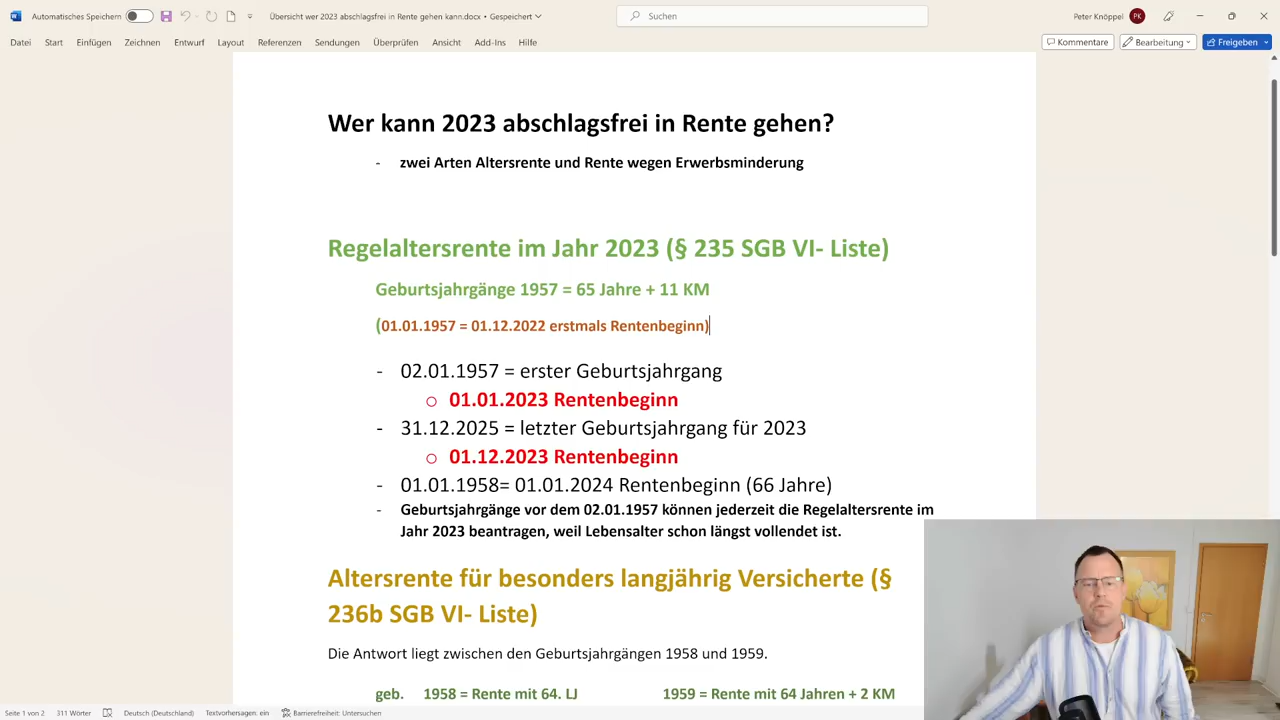 Automatisches Speichern
Übersicht wer 2023 abschlagsfrei in Rente gehen kann.docx • Gespeichert
Suchen
Peter Knöppel
PK
Datei Start Einfügen Zeichnen Entwurf Layout Referenzen Sendungen Überprüfen Ansicht Add-Ins Hilfe
Kommentare Bearbeitung Freigeben
Wer kann 2023 abschlagsfrei in Rente gehen?
- zwei Arten Altersrente und Rente wegen Erwerbsminderung
Regelaltersrente im Jahr 2023 (§ 235 SGB VI- Liste)
Geburtsjahrgänge 1957 = 65 Jahre + 11 KM
(01.01.1957 = 01.12.2022 erstmals Rentenbeginn)
- 02.01.1957 = erster Geburtsjahrgang
o 01.01.2023 Rentenbeginn
- 31.12.2025 = letzter Geburtsjahrgang für 2023
o 01.12.2023 Rentenbeginn
- 01.01.1958= 01.01.2024 Rentenbeginn (66 Jahre)
- Geburtsjahrgänge vor dem 02.01.1957 können jederzeit die Regelaltersrente im
Jahr 2023 beantragen, weil Lebensalter schon längst vollendet ist.
Altersrente für besonders langjährig Versicherte (§
236b SGB VI- Liste)
Die Antwort liegt zwischen den Geburtsjahrgängen 1958 und 1959.
geb. 1958 = Rente mit 64. LJ 1959 = Rente mit 64 Jahren + 2 KM
Seite 1 von 2 311 Wörter Deutsch (Deutschland) Textvorhersagen: ein Barrierefreiheit: Untersuchen